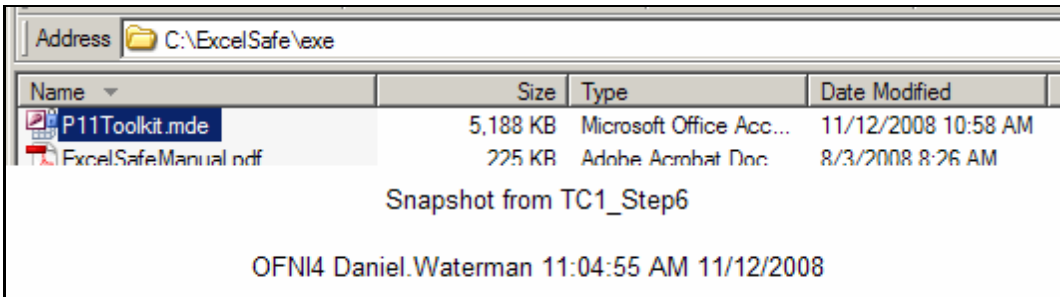 Address C:\ExcelSafe\exe
Name Size Type Date Modified
P11Toolkit.mde 5,188 KB Microsoft Office Acc... 11/12/2008 10:58 AM
ExcelSafeManual.pdf 225 KB Adobe Acrobat Doc 8/3/2008 8:26 AM
Snapshot from TC1_Step6
OFNI4 Daniel.Waterman 11:04:55 AM 11/12/2008